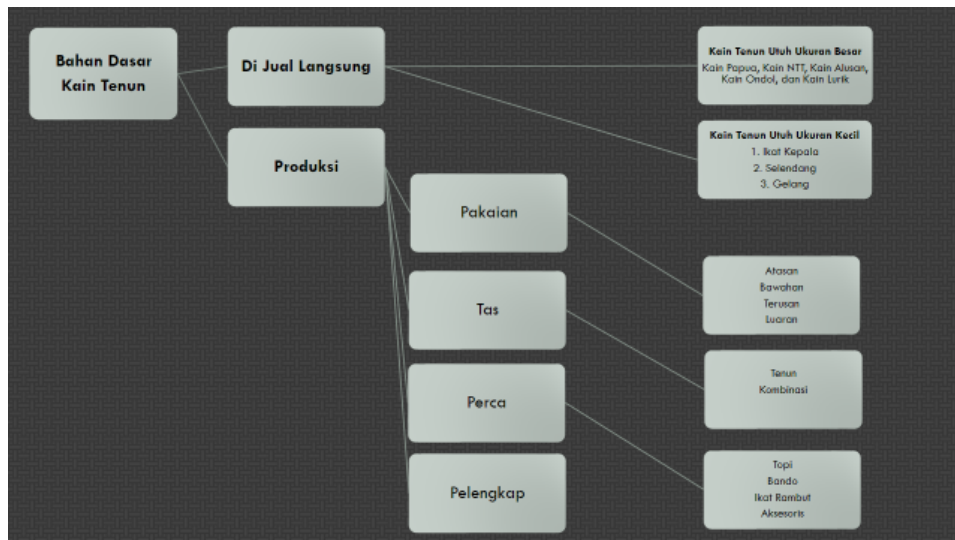 Bahan Dasar
Kain Tenun
Di Jual Langsung
Kain Tenun Utuh Ukuran Besar
Kain Papua, Kain NTT, Kain Alusan,
Kain Ondol, dan Kain Lurik
Kain Tenun Utuh Ukuran Kecil
1. Ikat Kepala
2. Selendang
3. Gelang
Produksi
Pakaian
Atasan
Bawahan
Terusan
Luaran
Tas
Tenun
Kombinasi
Perca
Topi
Bando
Ikat Rambut
Aksesoris
Pelengkap